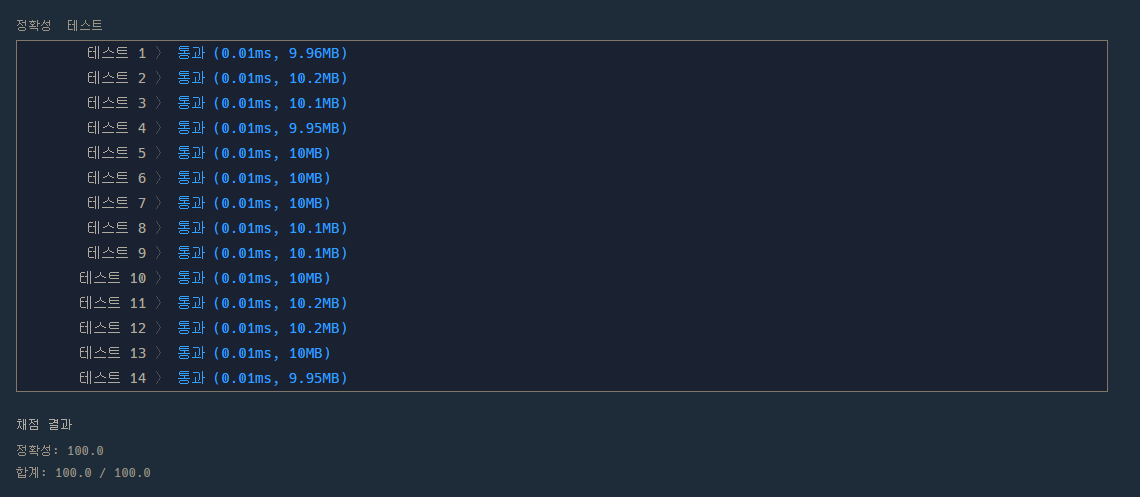 정확성 테스트
테스트 1 〉 통과 (0.01ms, 9.96MB)
테스트 2 〉 통과 (0.01ms, 10.2MB)
테스트 3 〉 통과 (0.01ms, 10.1MB)
테스트 4 〉 통과 (0.01ms, 9.95MB)
테스트 5 〉 통과 (0.01ms, 10MB)
테스트 6 〉 통과 (0.01ms, 10MB)
테스트 7 〉 통과 (0.01ms, 10MB)
테스트 8 〉 통과 (0.01ms, 10.1MB)
테스트 9 〉 통과 (0.01ms, 10.1MB)
테스트 10 〉 통과 (0.01ms, 10MB)
테스트 11 〉 통과 (0.01ms, 10.2MB)
테스트 12 〉 통과 (0.01ms, 10.2MB)
테스트 13 〉 통과 (0.01ms, 10MB)
테스트 14 〉 통과 (0.01ms, 9.95MB)
채점 결과
정확성: 100.0
합계: 100.0 / 100.0